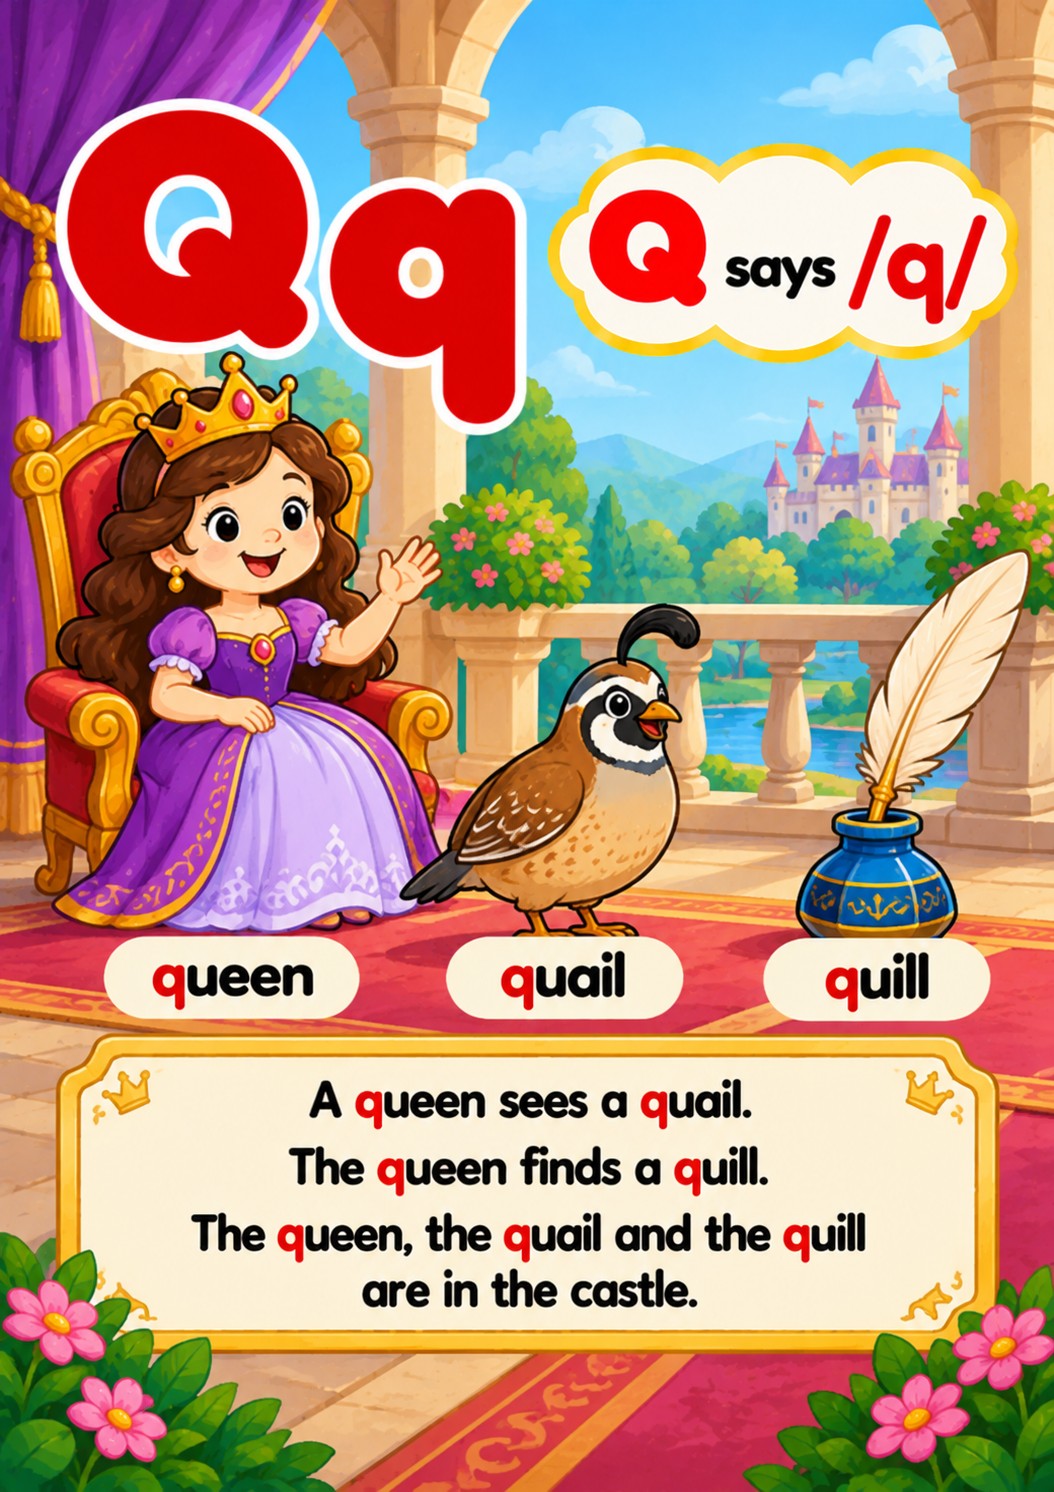 Qq
Q says /q/
queen
quail
quill
A queen sees a quail.
The queen finds a quill.
The queen, the quail and the quill
are in the castle.